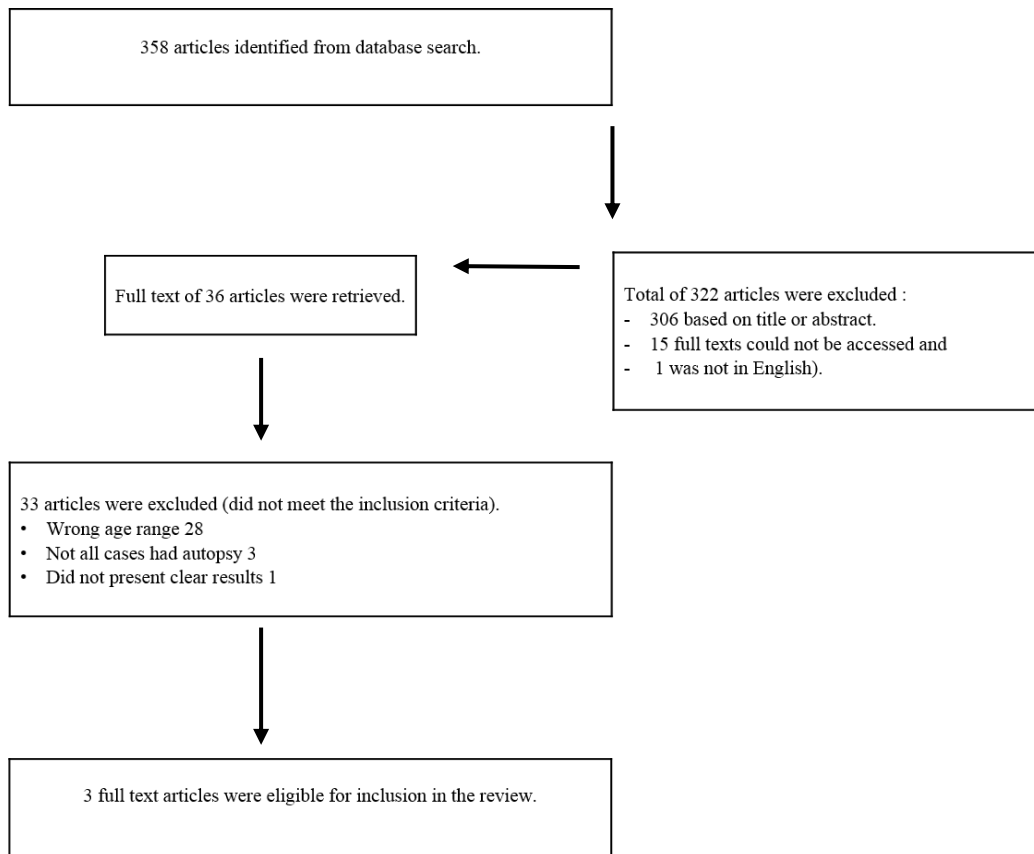 358 articles identified from database search.
Full text of 36 articles were retrieved.
Total of 322 articles were excluded :
- 306 based on title or abstract.
- 15 full texts could not be accessed and
- 1 was not in English).
33 articles were excluded (did not meet the inclusion criteria).
• Wrong age range 28
• Not all cases had autopsy 3
• Did not present clear results 1
3 full text articles were eligible for inclusion in the review.